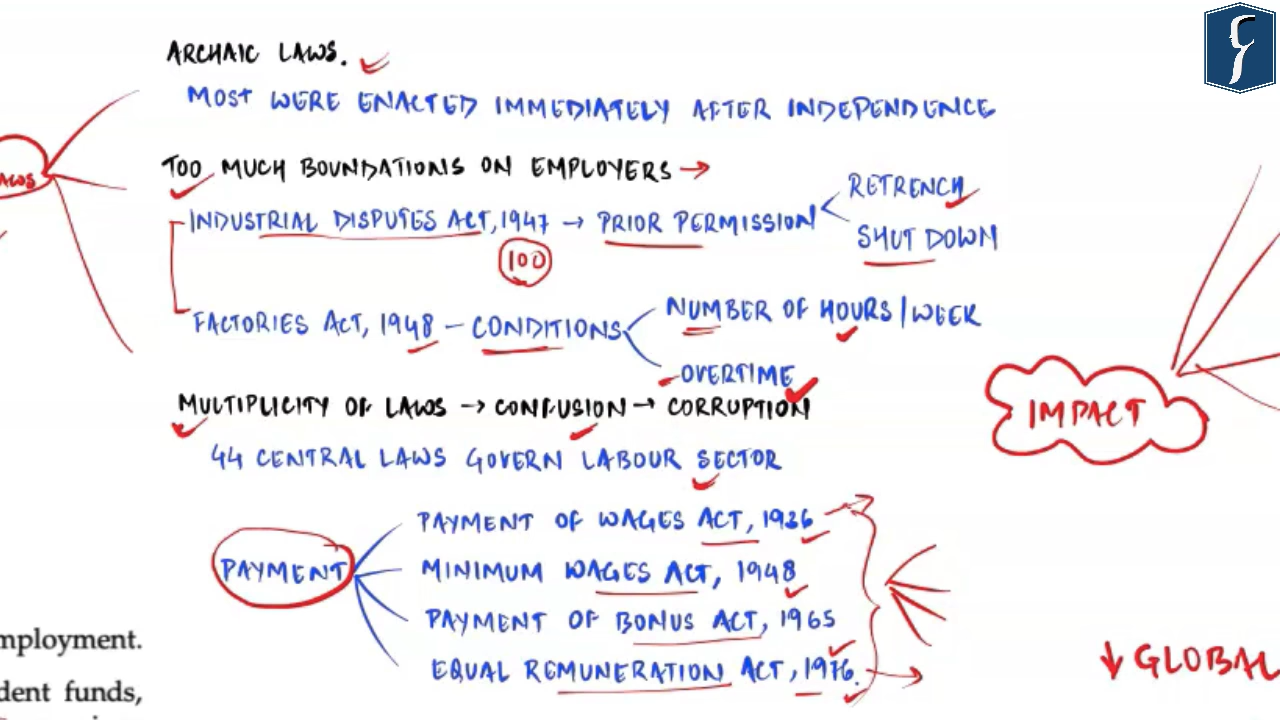 ARCHAIC LAWS.
MOST WERE ENACTED IMMEDIATELY AFTER INDEPENDENCE
TOO MUCH BOUNDATIONS ON EMPLOYERS →
INDUSTRIAL DISPUTES ACT, 1947 → PRIOR PERMISSION
RETRENCH
SHUT DOWN
100
FACTORIES ACT, 1948 – CONDITIONS
NUMBER OF HOURS/WEEK
OVERTIME
MULTIPLICITY OF LAWS → CONFUSION → CORRUPTION
44 CENTRAL LAWS GOVERN LABOUR SECTOR
PAYMENT
PAYMENT OF WAGES ACT, 1936
MINIMUM WAGES ACT, 1948
PAYMENT OF BONUS ACT, 1965
EQUAL REMUNERATION ACT, 1976.
IMPACT
↓ GLOBAL
mployment.
dent funds,